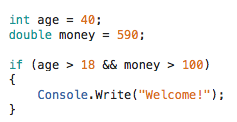 int age = 40;
double money = 590;

if (age > 18 && money > 100)
{
    Console.Write("Welcome!");
}